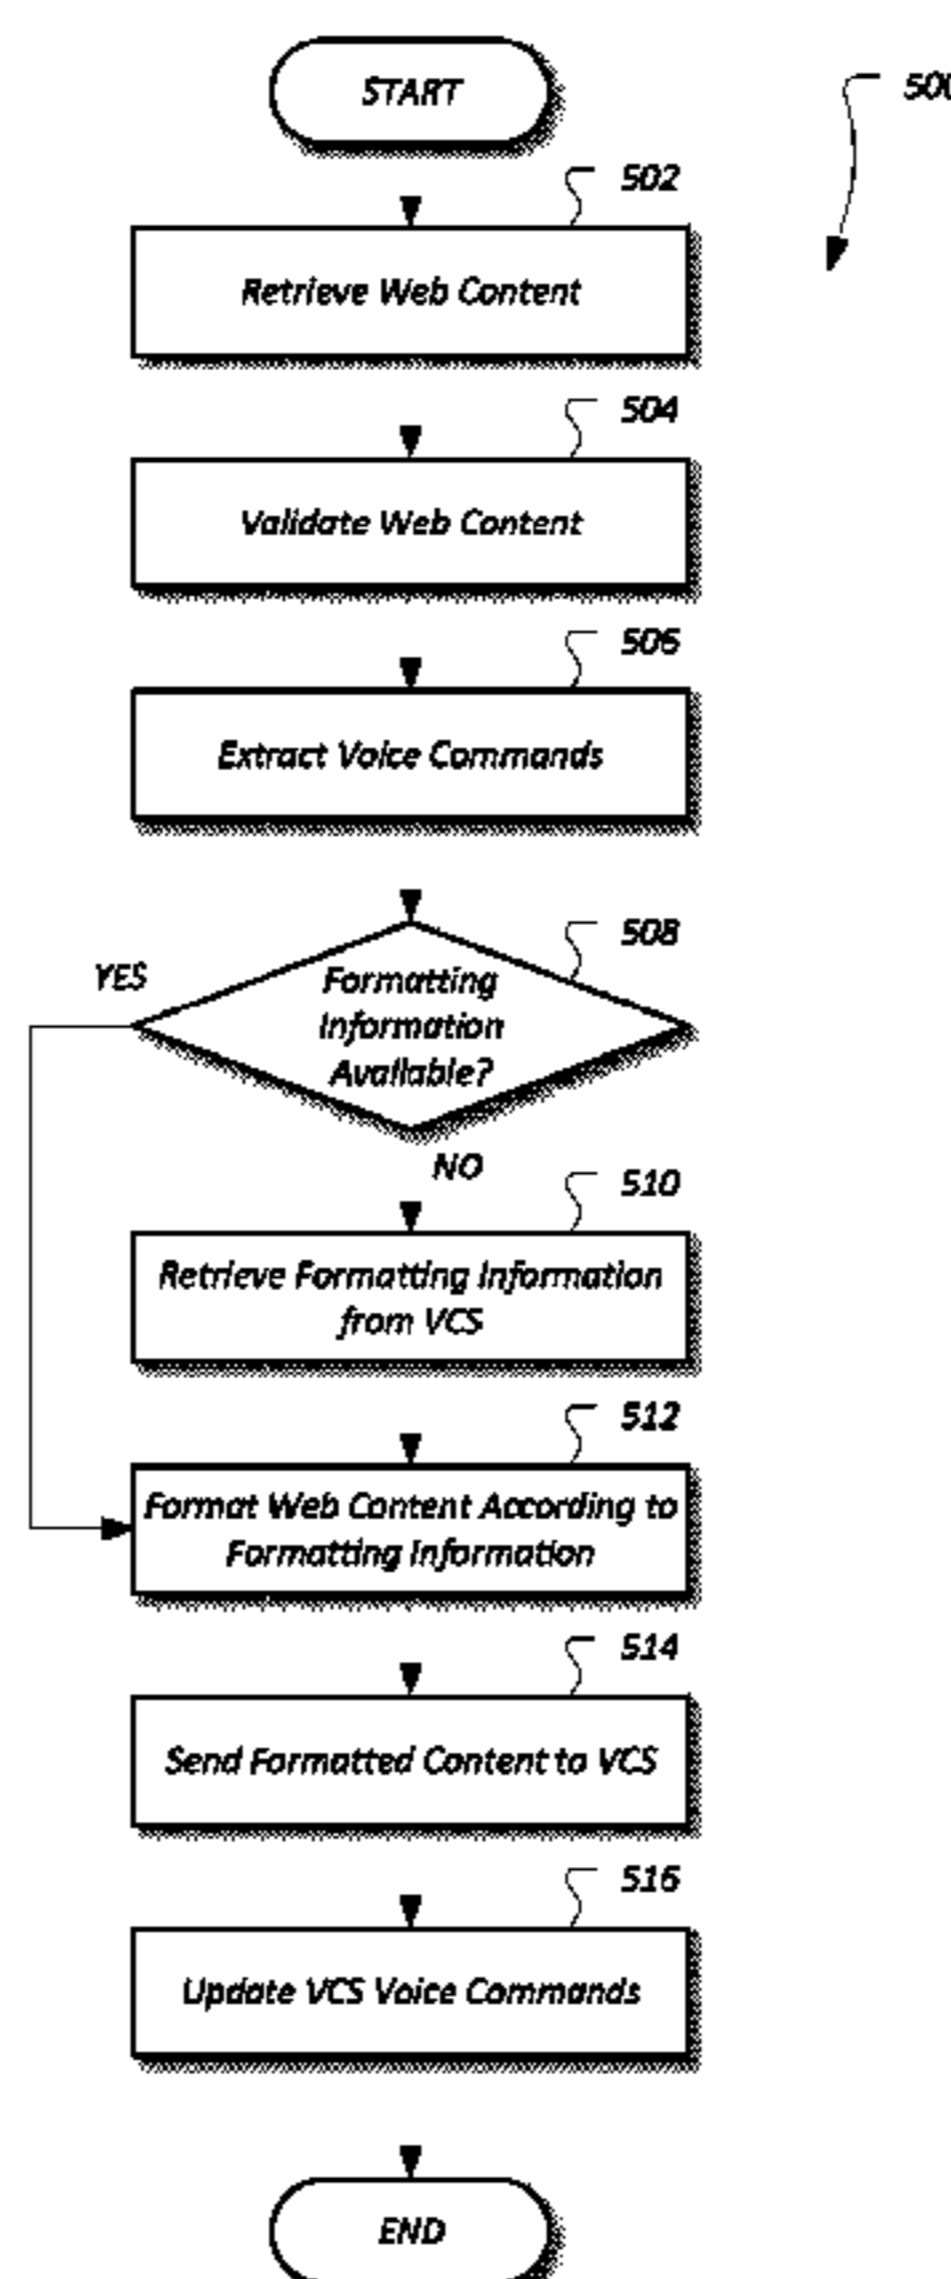 START
500
502
Retrieve Web Content
504
Validate Web Content
506
Extract Voice Commands
508
YES
Formatting
Information
Available?
NO
510
Retrieve Formatting Information
from VCS
512
Format Web Content According to
Formatting Information
514
Send Formatted Content to VCS
516
Update VCS Voice Commands
END